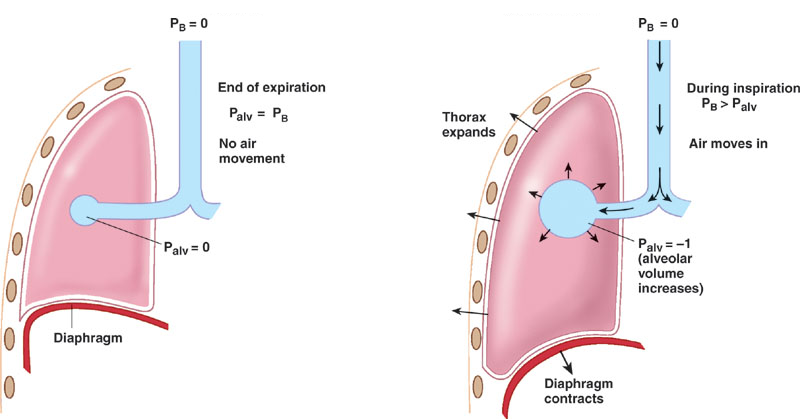 P_B = 0
End of expiration
P_alv = P_B
No air
movement
P_alv = 0
Diaphragm
P_B = 0
During inspiration
P_B > P_alv
Air moves in
Thorax
expands
P_alv = –1
(alveolar
volume
increases)
Diaphragm
contracts